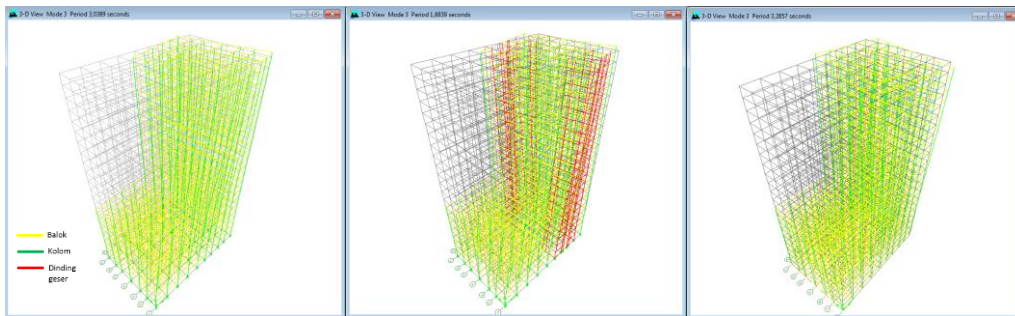 3-D View Mode 3 Period 3,0389 seconds
3-D View Mode 3 Period 1,8839 seconds
3-D View Mode 3 Period 3,2857 seconds
Balok
Kolom
Dinding
geser